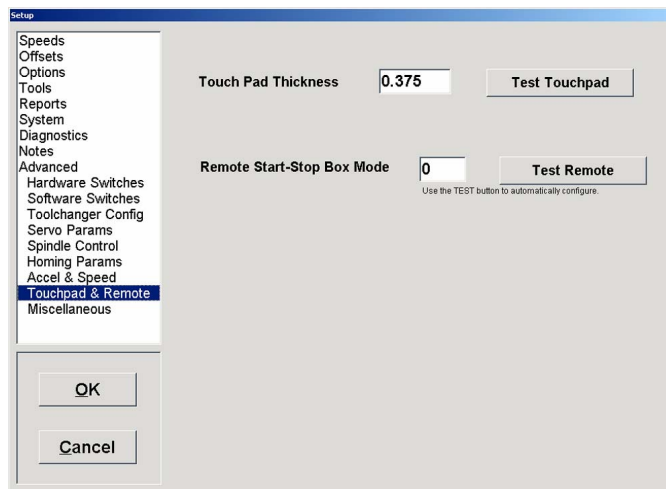 Setup
Speeds
Offsets
Options
Tools
Reports
System
Diagnostics
Notes
Advanced
Hardware Switches
Software Switches
Toolchanger Config
Servo Params
Spindle Control
Homing Params
Accel & Speed
Touchpad & Remote
Miscellaneous
OK
Cancel
Touch Pad Thickness 0.375 Test Touchpad
Remote Start-Stop Box Mode 0 Test Remote
Use the TEST button to automatically configure.